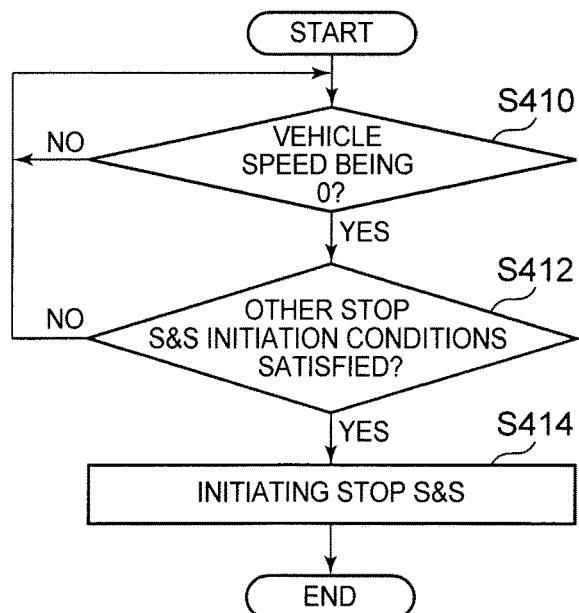 START
S410
NO
VEHICLE
SPEED BEING
0?
YES
S412
NO
OTHER STOP
S&S INITIATION CONDITIONS
SATISFIED?
YES
S414
INITIATING STOP S&S
END